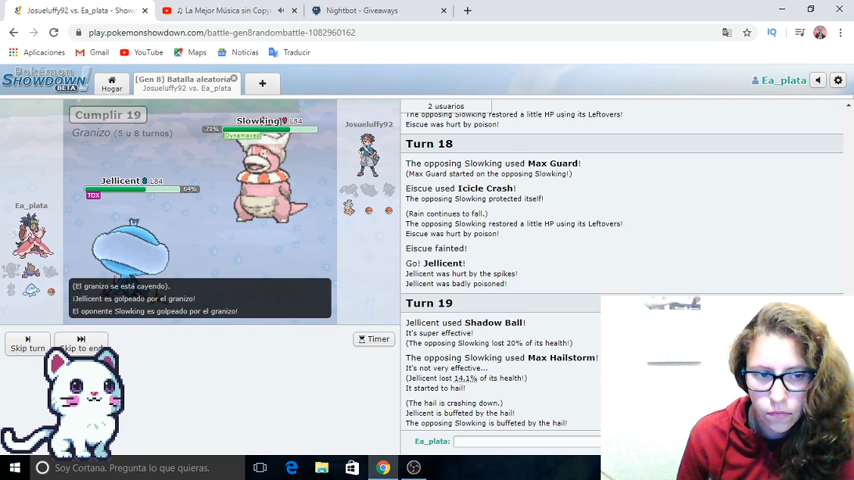 Josueluffy92 vs. Ea_plata
La Mejor Música sin Copy
Nightbot - Giveaways
play.pokemonshowdown.com/battle-gen8randombattle-1082960162
IQ
Aplicaciones
Gmail
YouTube
Maps
Noticias
Traducir
Pokémon
Showdown
BETA
Hogar
[Gen 8] Batalla aleatoria
Josueluffy92 vs. Ea_plata
Ea_plata
Cumplir 19
Granizo (5 u 8 turnos)
Slowking L84
71%
Dynamaxed
Josueluffy92
Jellicent L84
64%
TOX
Ea_plata
(El granizo se está cayendo).
¡Jellicent es golpeado por el granizo!
El oponente Slowking es golpeado por el granizo!
Skip turn
Skip to end
Timer
2 usuarios
The opposing Slowking restored a little HP using its Leftovers!
Eiscue was hurt by poison!
Turn 18
The opposing Slowking used Max Guard!
(Max Guard started on the opposing Slowking!)
Eiscue used Icicle Crash!
The opposing Slowking protected itself!
(Rain continues to fall.)
The opposing Slowking restored a little HP using its Leftovers!
Eiscue was hurt by poison!
Eiscue fainted!
Go! Jellicent!
Jellicent was hurt by the spikes!
Jellicent was badly poisoned!
Turn 19
Jellicent used Shadow Ball!
It's super effective!
(The opposing Slowking lost 20% of its health!)
The opposing Slowking used Max Hailstorm!
It's not very effective...
(Jellicent lost 14.1% of its health!)
It started to hail!
(The hail is crashing down.)
Jellicent is buffeted by the hail!
The opposing Slowking is buffeted by the hail!
Ea_plata:
Soy Cortana. Pregunta lo que quieras.